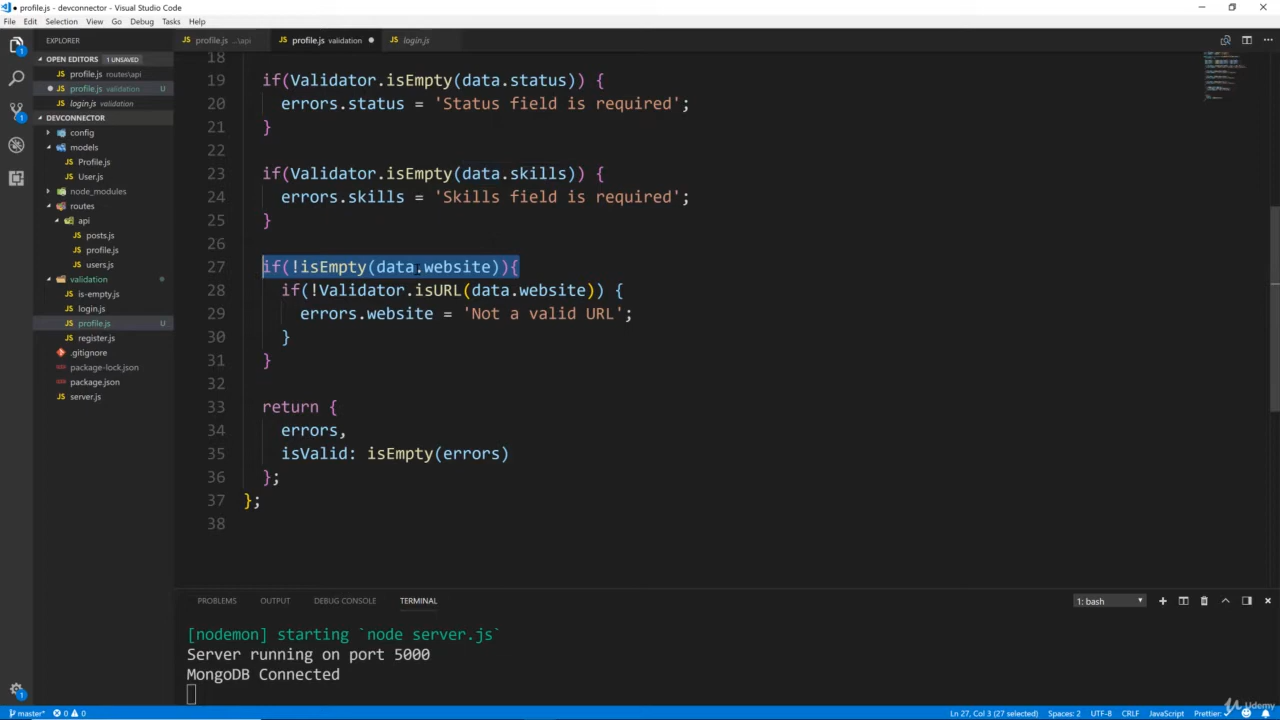 profile.js - devconnector - Visual Studio Code
File Edit Selection View Go Debug Tasks Help
EXPLORER
profile.js ...\api
profile.js validation
login.js
OPEN EDITORS 1 UNSAVED
profile.js routes\api
profile.js validation U
login.js validation
DEVCONNECTOR
config
models
Profile.js
User.js
node_modules
routes
api
posts.js
profile.js
users.js
validation
is-empty.js
login.js
profile.js U
register.js
.gitignore
package-lock.json
package.json
server.js
18
19 if(Validator.isEmpty(data.status)) {
20 errors.status = 'Status field is required';
21 }
22
23 if(Validator.isEmpty(data.skills)) {
24 errors.skills = 'Skills field is required';
25 }
26
27 if(!isEmpty(data.website)){
28 if(!Validator.isURL(data.website)) {
29 errors.website = 'Not a valid URL';
30 }
31 }
32
33 return {
34 errors,
35 isValid: isEmpty(errors)
36 };
37 };
38
PROBLEMS OUTPUT DEBUG CONSOLE TERMINAL
1: bash
[nodemon] starting `node server.js`
Server running on port 5000
MongoDB Connected
master* 0 0
Ln 27, Col 3 (27 selected) Spaces: 2 UTF-8 CRLF JavaScript Prettier
Udemy